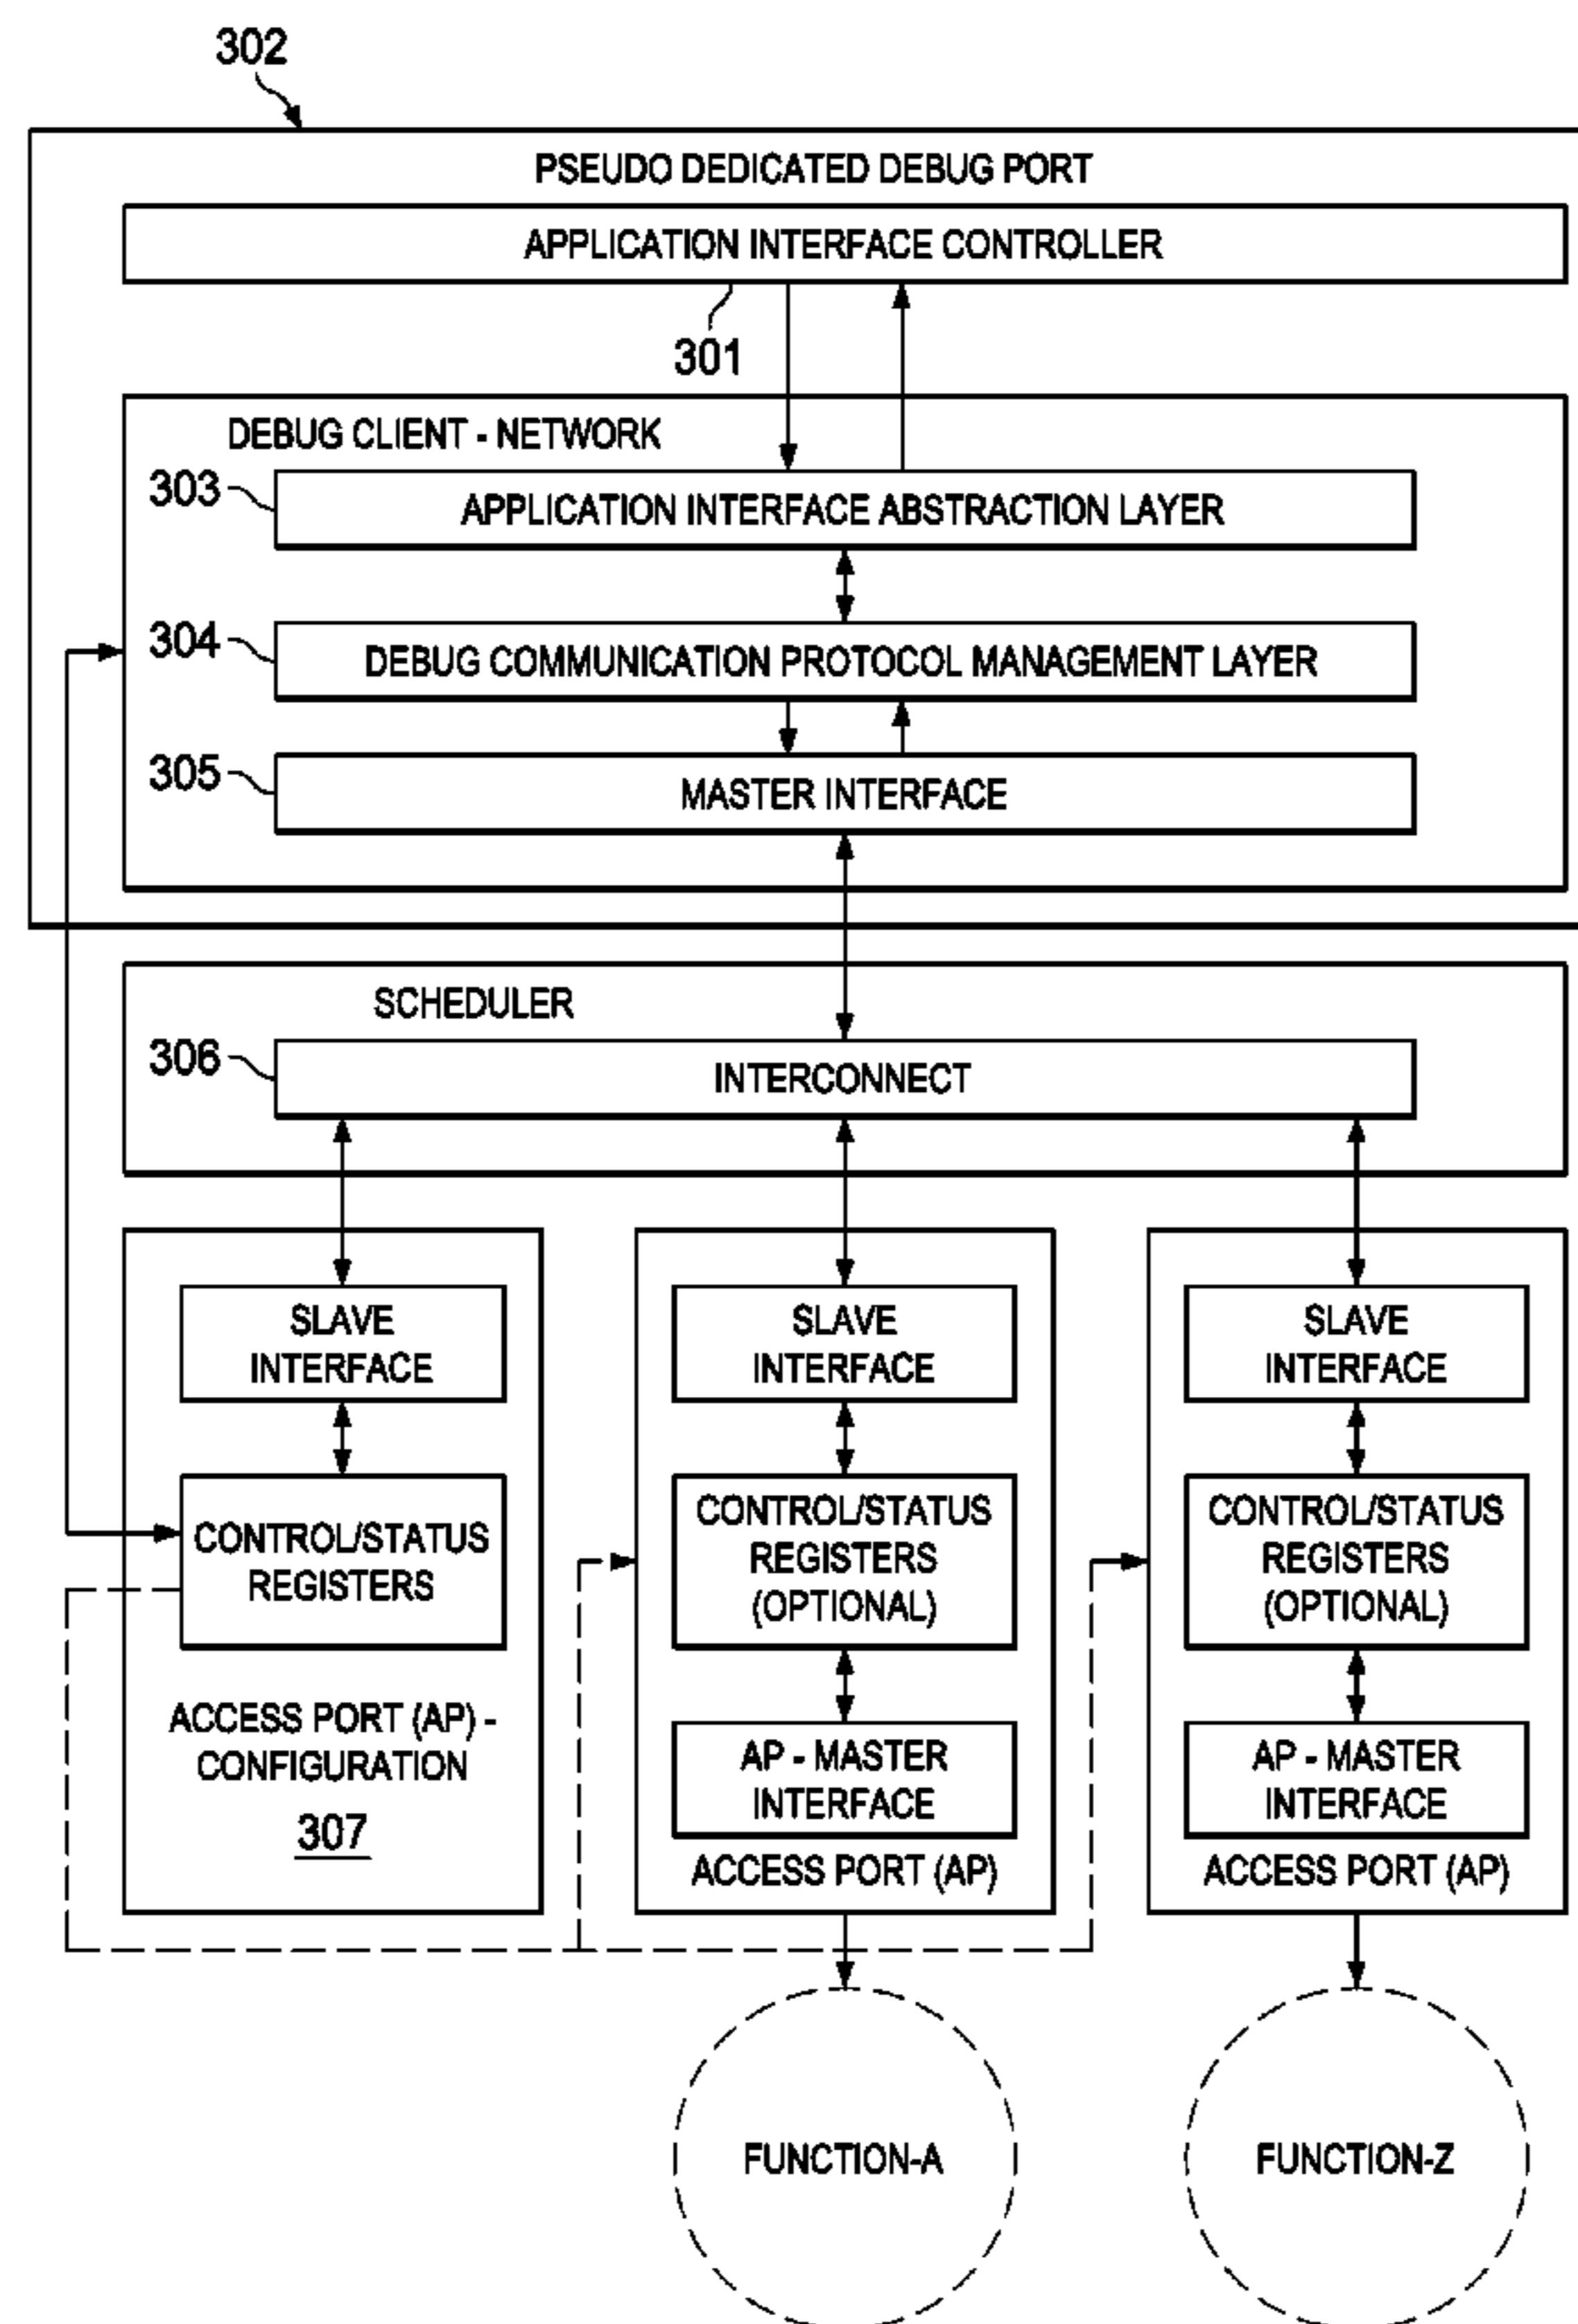 302
PSEUDO DEDICATED DEBUG PORT
APPLICATION INTERFACE CONTROLLER
301
DEBUG CLIENT - NETWORK
303
APPLICATION INTERFACE ABSTRACTION LAYER
304
DEBUG COMMUNICATION PROTOCOL MANAGEMENT LAYER
305
MASTER INTERFACE
SCHEDULER
306
INTERCONNECT
SLAVE
INTERFACE
CONTROL/STATUS
REGISTERS
ACCESS PORT (AP) -
CONFIGURATION
307
SLAVE
INTERFACE
CONTROL/STATUS
REGISTERS
(OPTIONAL)
AP - MASTER
INTERFACE
ACCESS PORT (AP)
FUNCTION-A
SLAVE
INTERFACE
CONTROL/STATUS
REGISTERS
(OPTIONAL)
AP - MASTER
INTERFACE
ACCESS PORT (AP)
FUNCTION-Z